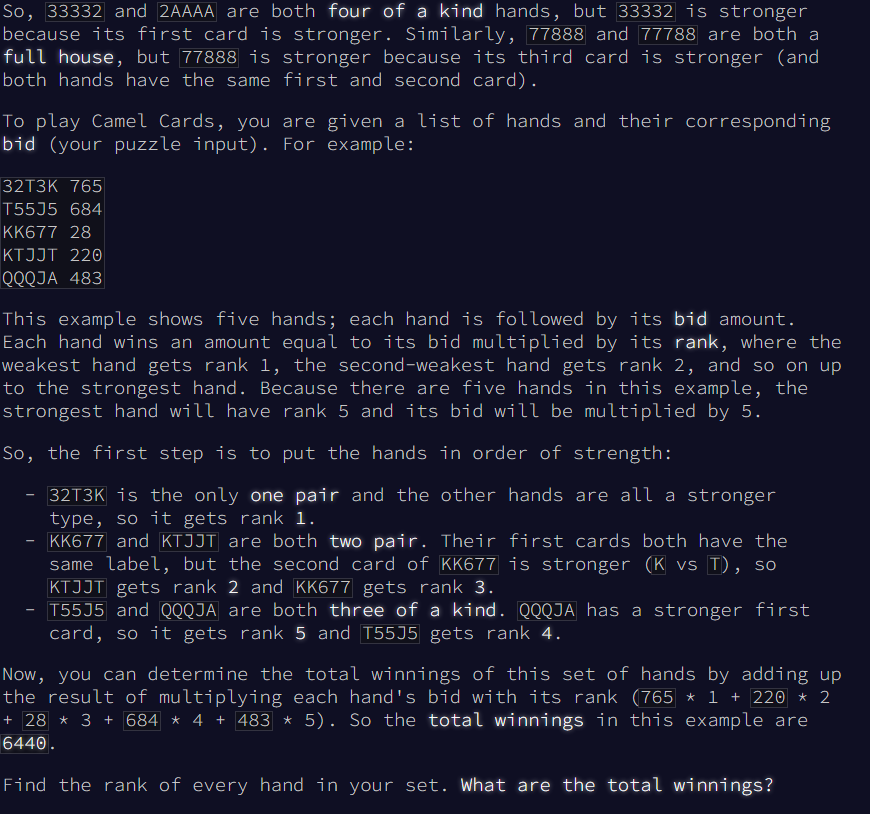 So, 33332 and 2AAAA are both four of a kind hands, but 33332 is stronger
because its first card is stronger. Similarly, 77888 and 77788 are both a
full house, but 77888 is stronger because its third card is stronger (and
both hands have the same first and second card).
To play Camel Cards, you are given a list of hands and their corresponding
bid (your puzzle input). For example:
32T3K 765
T55J5 684
KK677 28
KTJJT 220
QQQJA 483
This example shows five hands; each hand is followed by its bid amount.
Each hand wins an amount equal to its bid multiplied by its rank, where the
weakest hand gets rank 1, the second-weakest hand gets rank 2, and so on up
to the strongest hand. Because there are five hands in this example, the
strongest hand will have rank 5 and its bid will be multiplied by 5.
So, the first step is to put the hands in order of strength:
- 32T3K is the only one pair and the other hands are all a stronger
type, so it gets rank 1.
- KK677 and KTJJT are both two pair. Their first cards both have the
same label, but the second card of KK677 is stronger (K vs T), so
KTJJT gets rank 2 and KK677 gets rank 3.
- T55J5 and QQQJA are both three of a kind. QQQJA has a stronger first
card, so it gets rank 5 and T55J5 gets rank 4.
Now, you can determine the total winnings of this set of hands by adding up
the result of multiplying each hand's bid with its rank (765 * 1 + 220 * 2
+ 28 * 3 + 684 * 4 + 483 * 5). So the total winnings in this example are
6440.
Find the rank of every hand in your set. What are the total winnings?